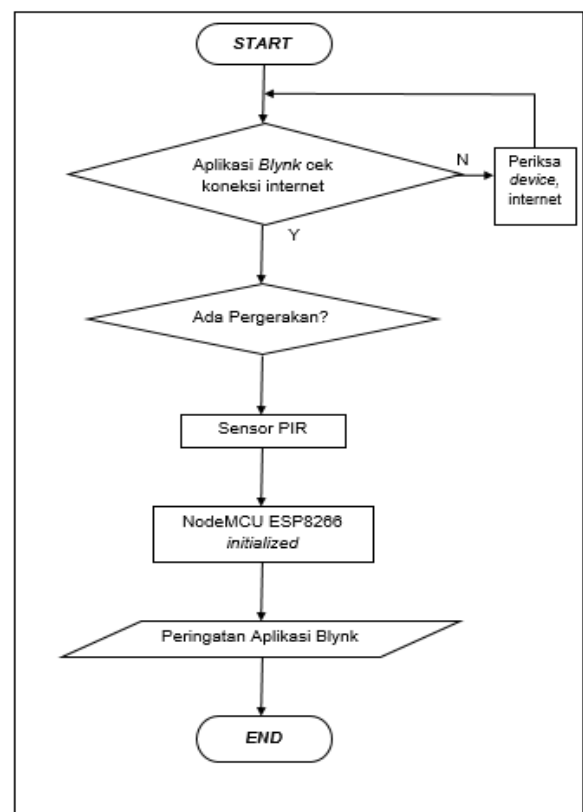 START
Aplikasi Blynk cek
koneksi internet
N
Periksa
device,
internet
Y
Ada Pergerakan?
Sensor PIR
NodeMCU ESP8266
initialized
Peringatan Aplikasi Blynk
END